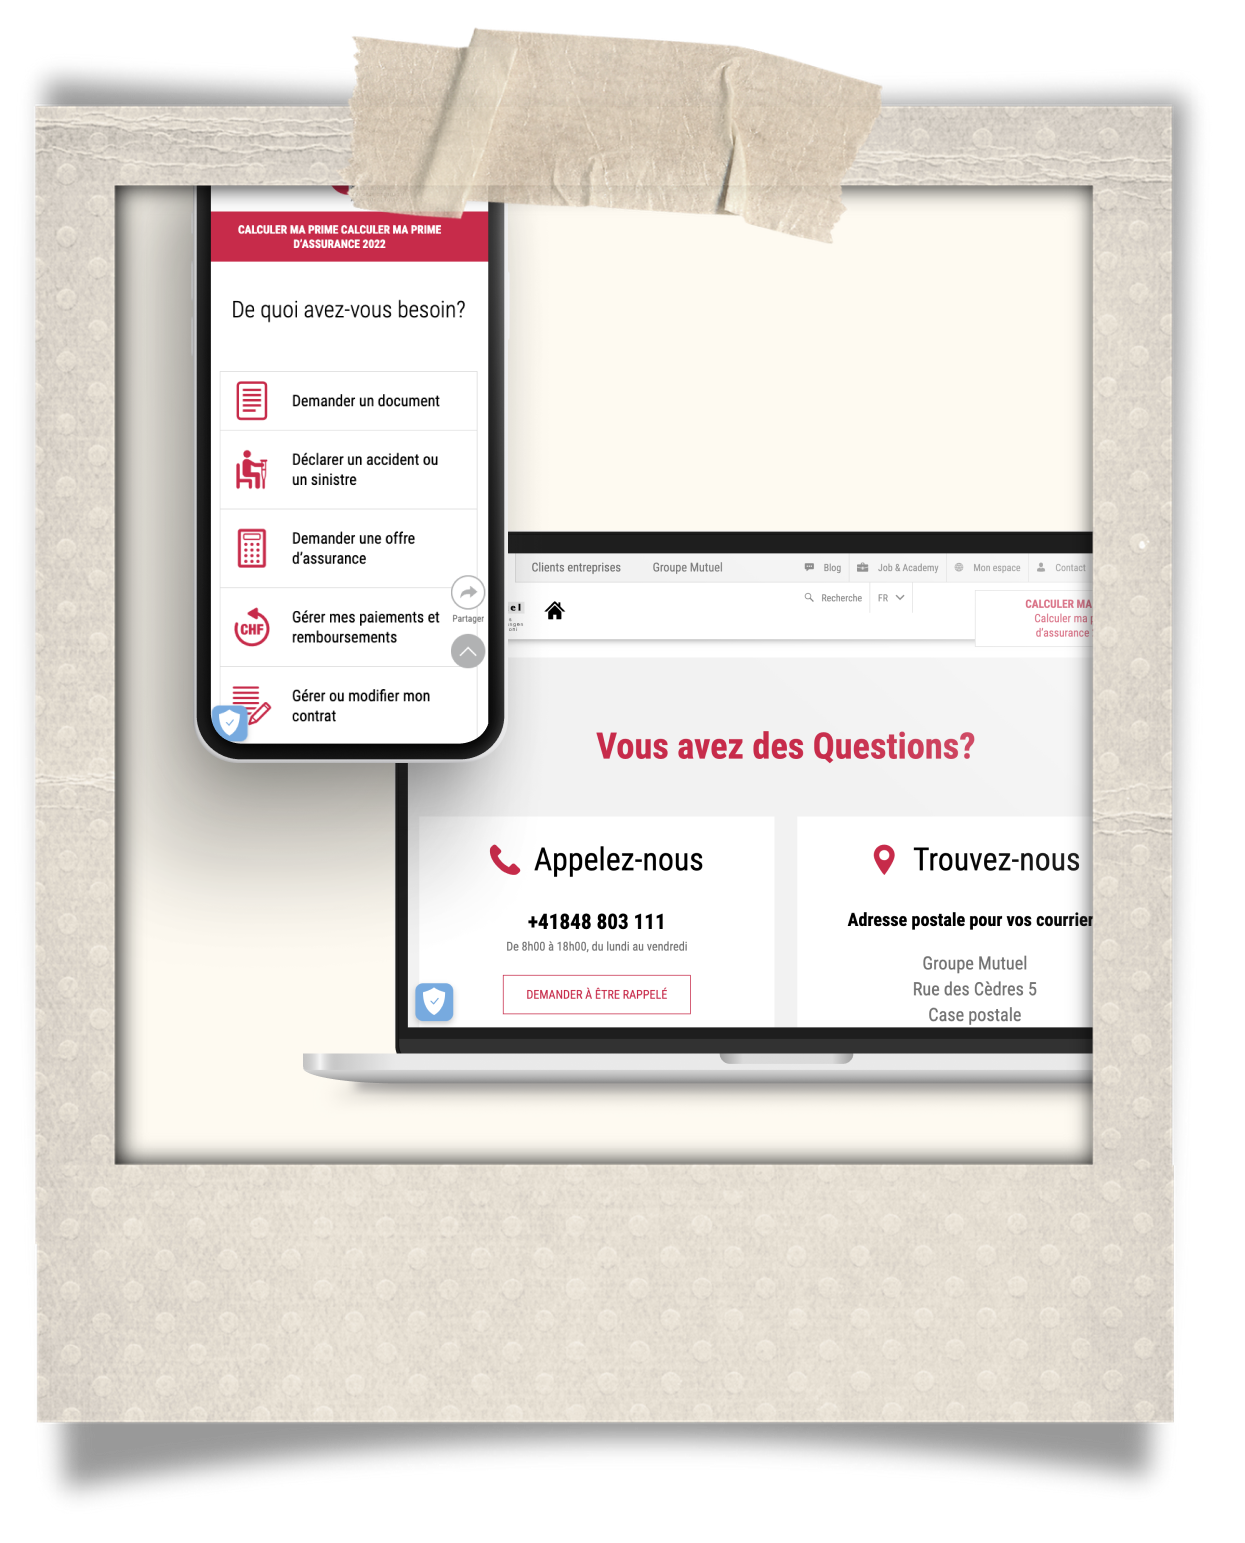 CALCULER MA PRIME CALCULER MA PRIME
D'ASSURANCE 2022
De quoi avez-vous besoin?
Demander un document
Déclarer un accident ou
un sinistre
Demander une offre
d'assurance
Gérer mes paiements et
remboursements
CHF
Partager
Gérer ou modifier mon
contrat
Clients entreprises
Groupe Mutuel
Blog
Job & Academy
Mon espace
Contact
Recherche
FR
el
CALCULER MA
Calculer ma
d'assurance
Vous avez des Questions?
Appelez-nous
+41848 803 111
De 8h00 à 18h00, du lundi au vendredi
DEMANDER À ÊTRE RAPPELÉ
Trouvez-nous
Adresse postale pour vos courrier
Groupe Mutuel
Rue des Cèdres 5
Case postale